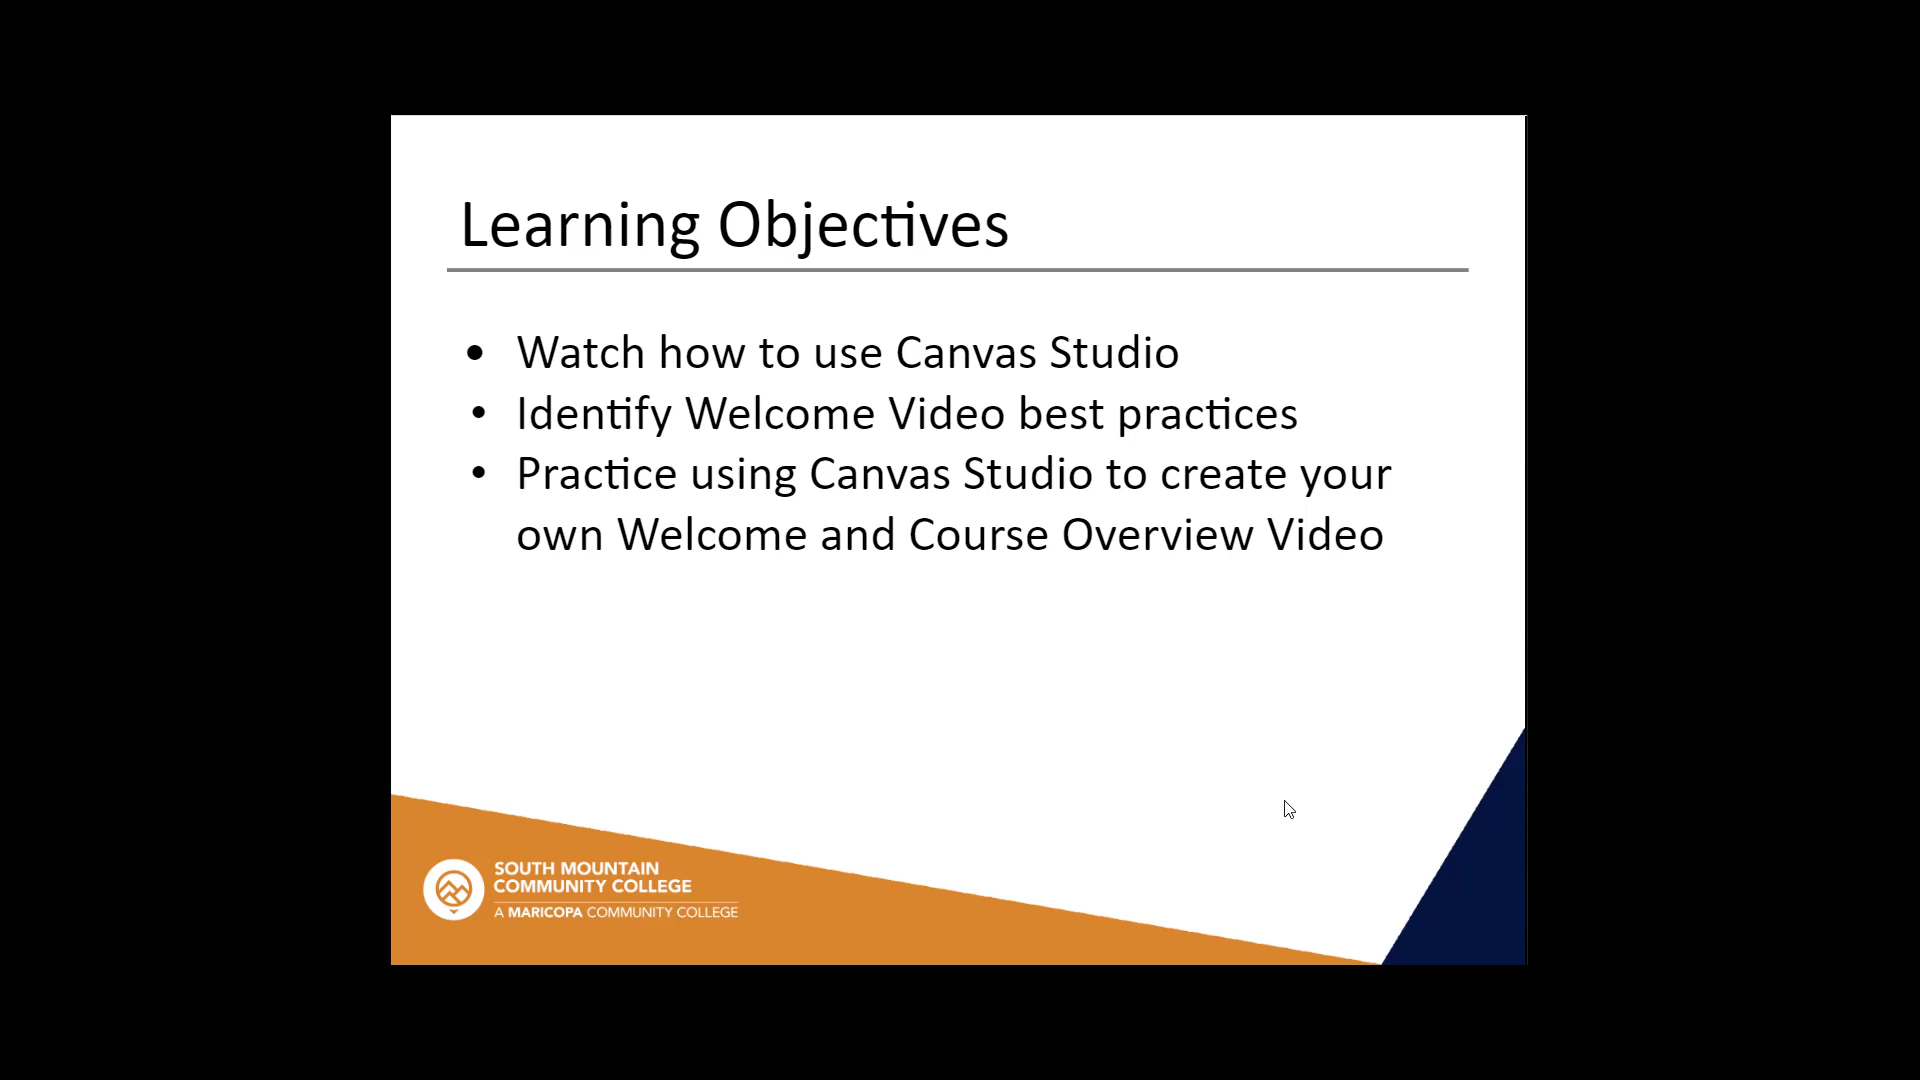 Learning Objectives
• Watch how to use Canvas Studio
• Identify Welcome Video best practices
• Practice using Canvas Studio to create your
own Welcome and Course Overview Video
SOUTH MOUNTAIN
COMMUNITY COLLEGE
A MARICOPA COMMUNITY COLLEGE